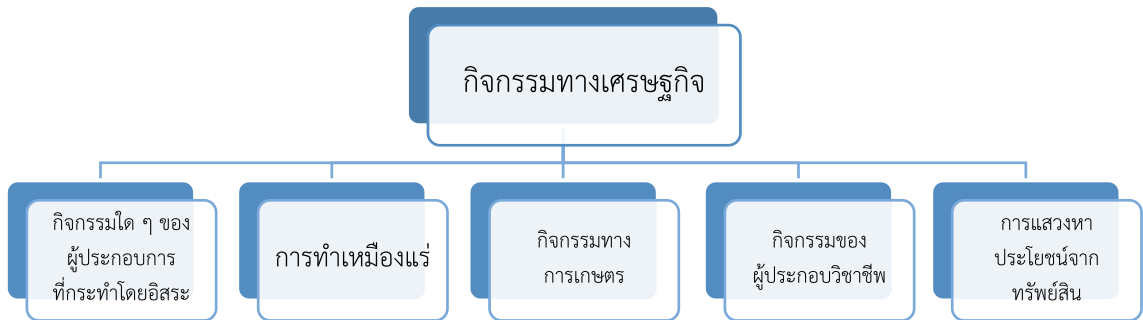 กิจกรรมทางเศรษฐกิจ
กิจกรรมใด ๆ ของ
ผู้ประกอบการ
ที่กระทำโดยอิสระ
การทำเหมืองแร่
กิจกรรมทาง
การเกษตร
กิจกรรมของ
ผู้ประกอบวิชาชีพ
การแสวงหา
ประโยชน์จาก
ทรัพย์สิน